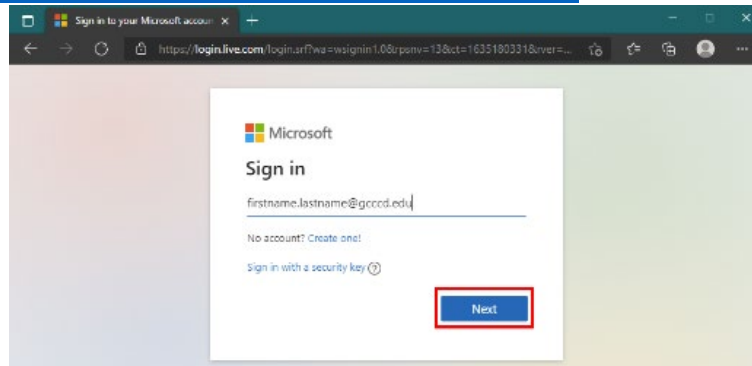 Sign in to your Microsoft accoun
https://login.live.com/login.srf?wa=wsignin1.0&rpsnv=13&ct=1635180331&rver=...
Microsoft
Sign in
firstname.lastname@gcccd.edu
No account? Create one!
Sign in with a security key
Next